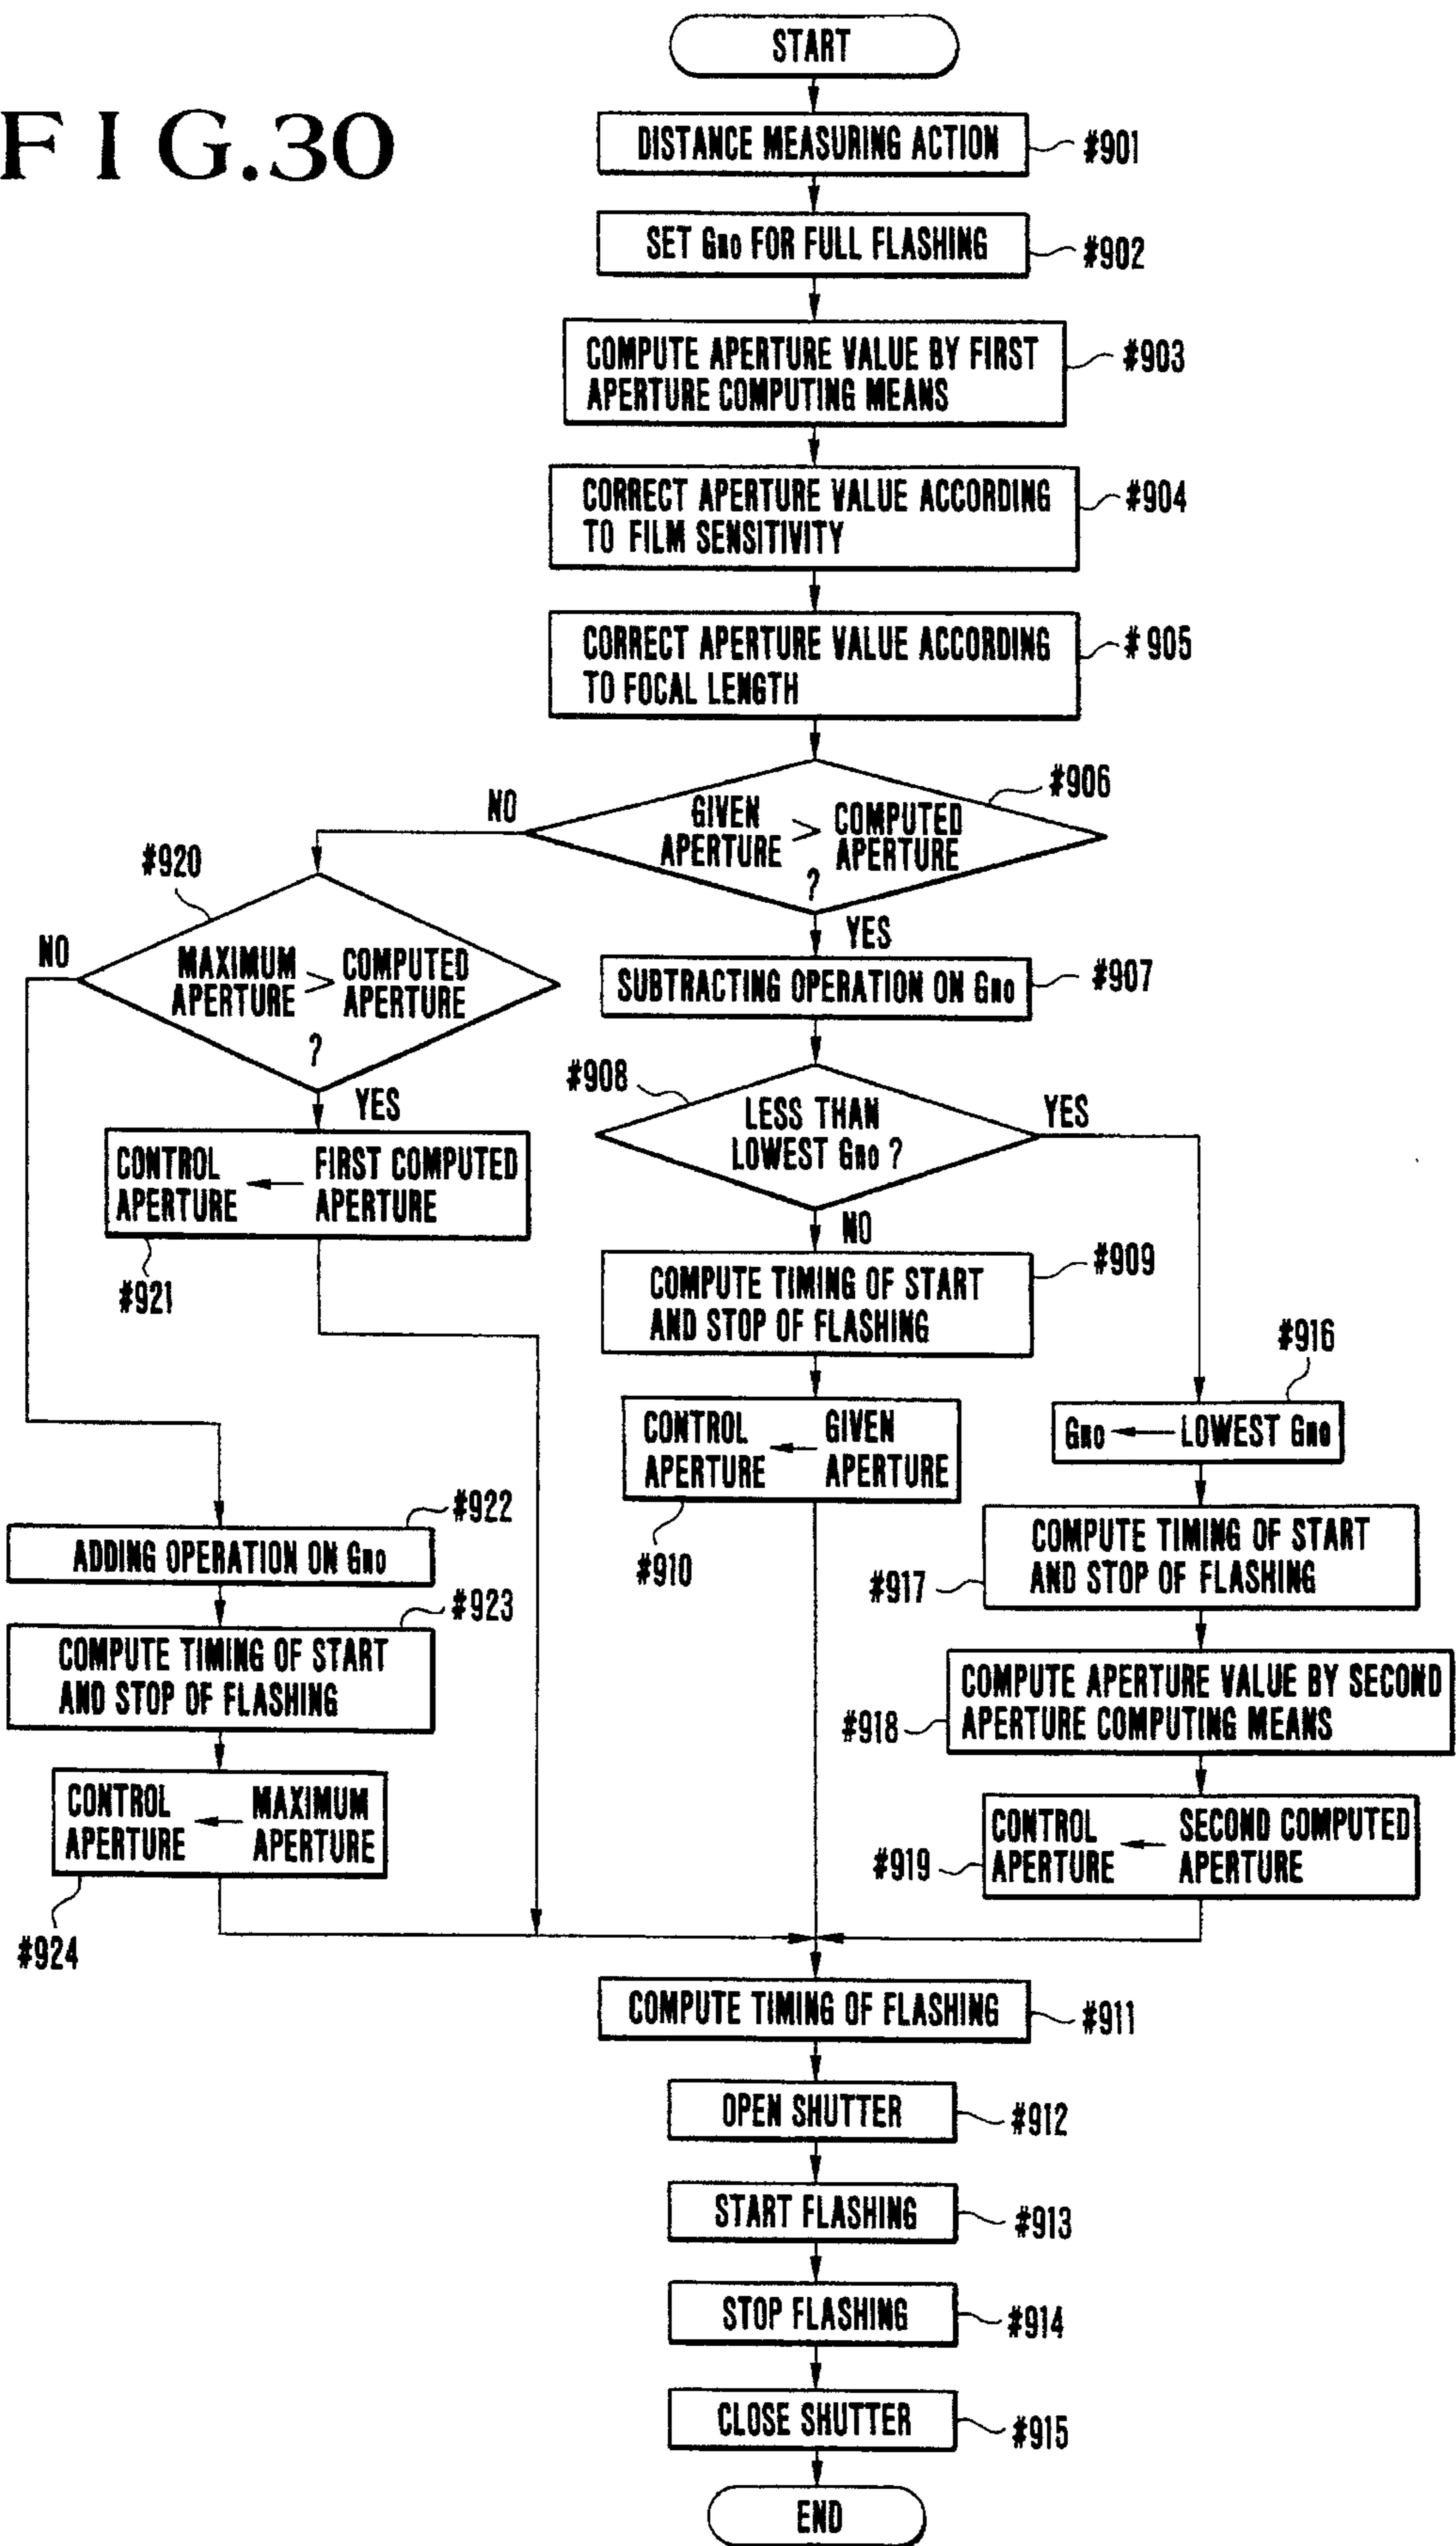 FIG.30
START
DISTANCE MEASURING ACTION
#901
SET GNO FOR FULL FLASHING
#902
COMPUTE APERTURE VALUE BY FIRST
APERTURE COMPUTING MEANS
#903
CORRECT APERTURE VALUE ACCORDING
TO FILM SENSITIVITY
#904
CORRECT APERTURE VALUE ACCORDING
TO FOCAL LENGTH
#905
GIVEN APERTURE > COMPUTED APERTURE
?
#906
NO
YES
#920
MAXIMUM APERTURE > COMPUTED APERTURE
?
NO
YES
SUBTRACTING OPERATION ON GNO
#907
#908
LESS THAN
LOWEST GNO ?
YES
NO
CONTROL APERTURE ← FIRST COMPUTED APERTURE
#921
COMPUTE TIMING OF START
AND STOP OF FLASHING
#909
CONTROL APERTURE ← GIVEN APERTURE
#910
#916
GNO ← LOWEST GNO
COMPUTE TIMING OF START
AND STOP OF FLASHING
#917
COMPUTE APERTURE VALUE BY SECOND
APERTURE COMPUTING MEANS
#918
CONTROL APERTURE ← SECOND COMPUTED APERTURE
#919
#922
ADDING OPERATION ON GNO
#923
COMPUTE TIMING OF START
AND STOP OF FLASHING
CONTROL APERTURE ← MAXIMUM APERTURE
#924
COMPUTE TIMING OF FLASHING
#911
OPEN SHUTTER
#912
START FLASHING
#913
STOP FLASHING
#914
CLOSE SHUTTER
#915
END